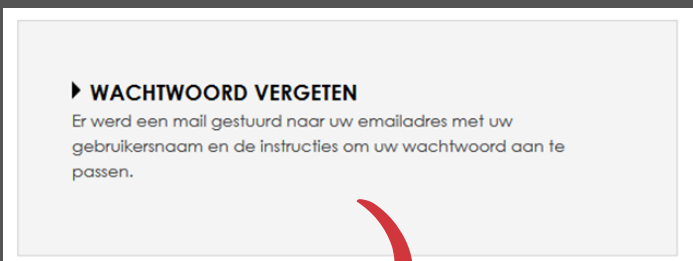 WACHTWOORD VERGETEN
Er werd een mail gestuurd naar uw emailadres met uw
gebruikersnaam en de instructies om uw wachtwoord aan te
passen.